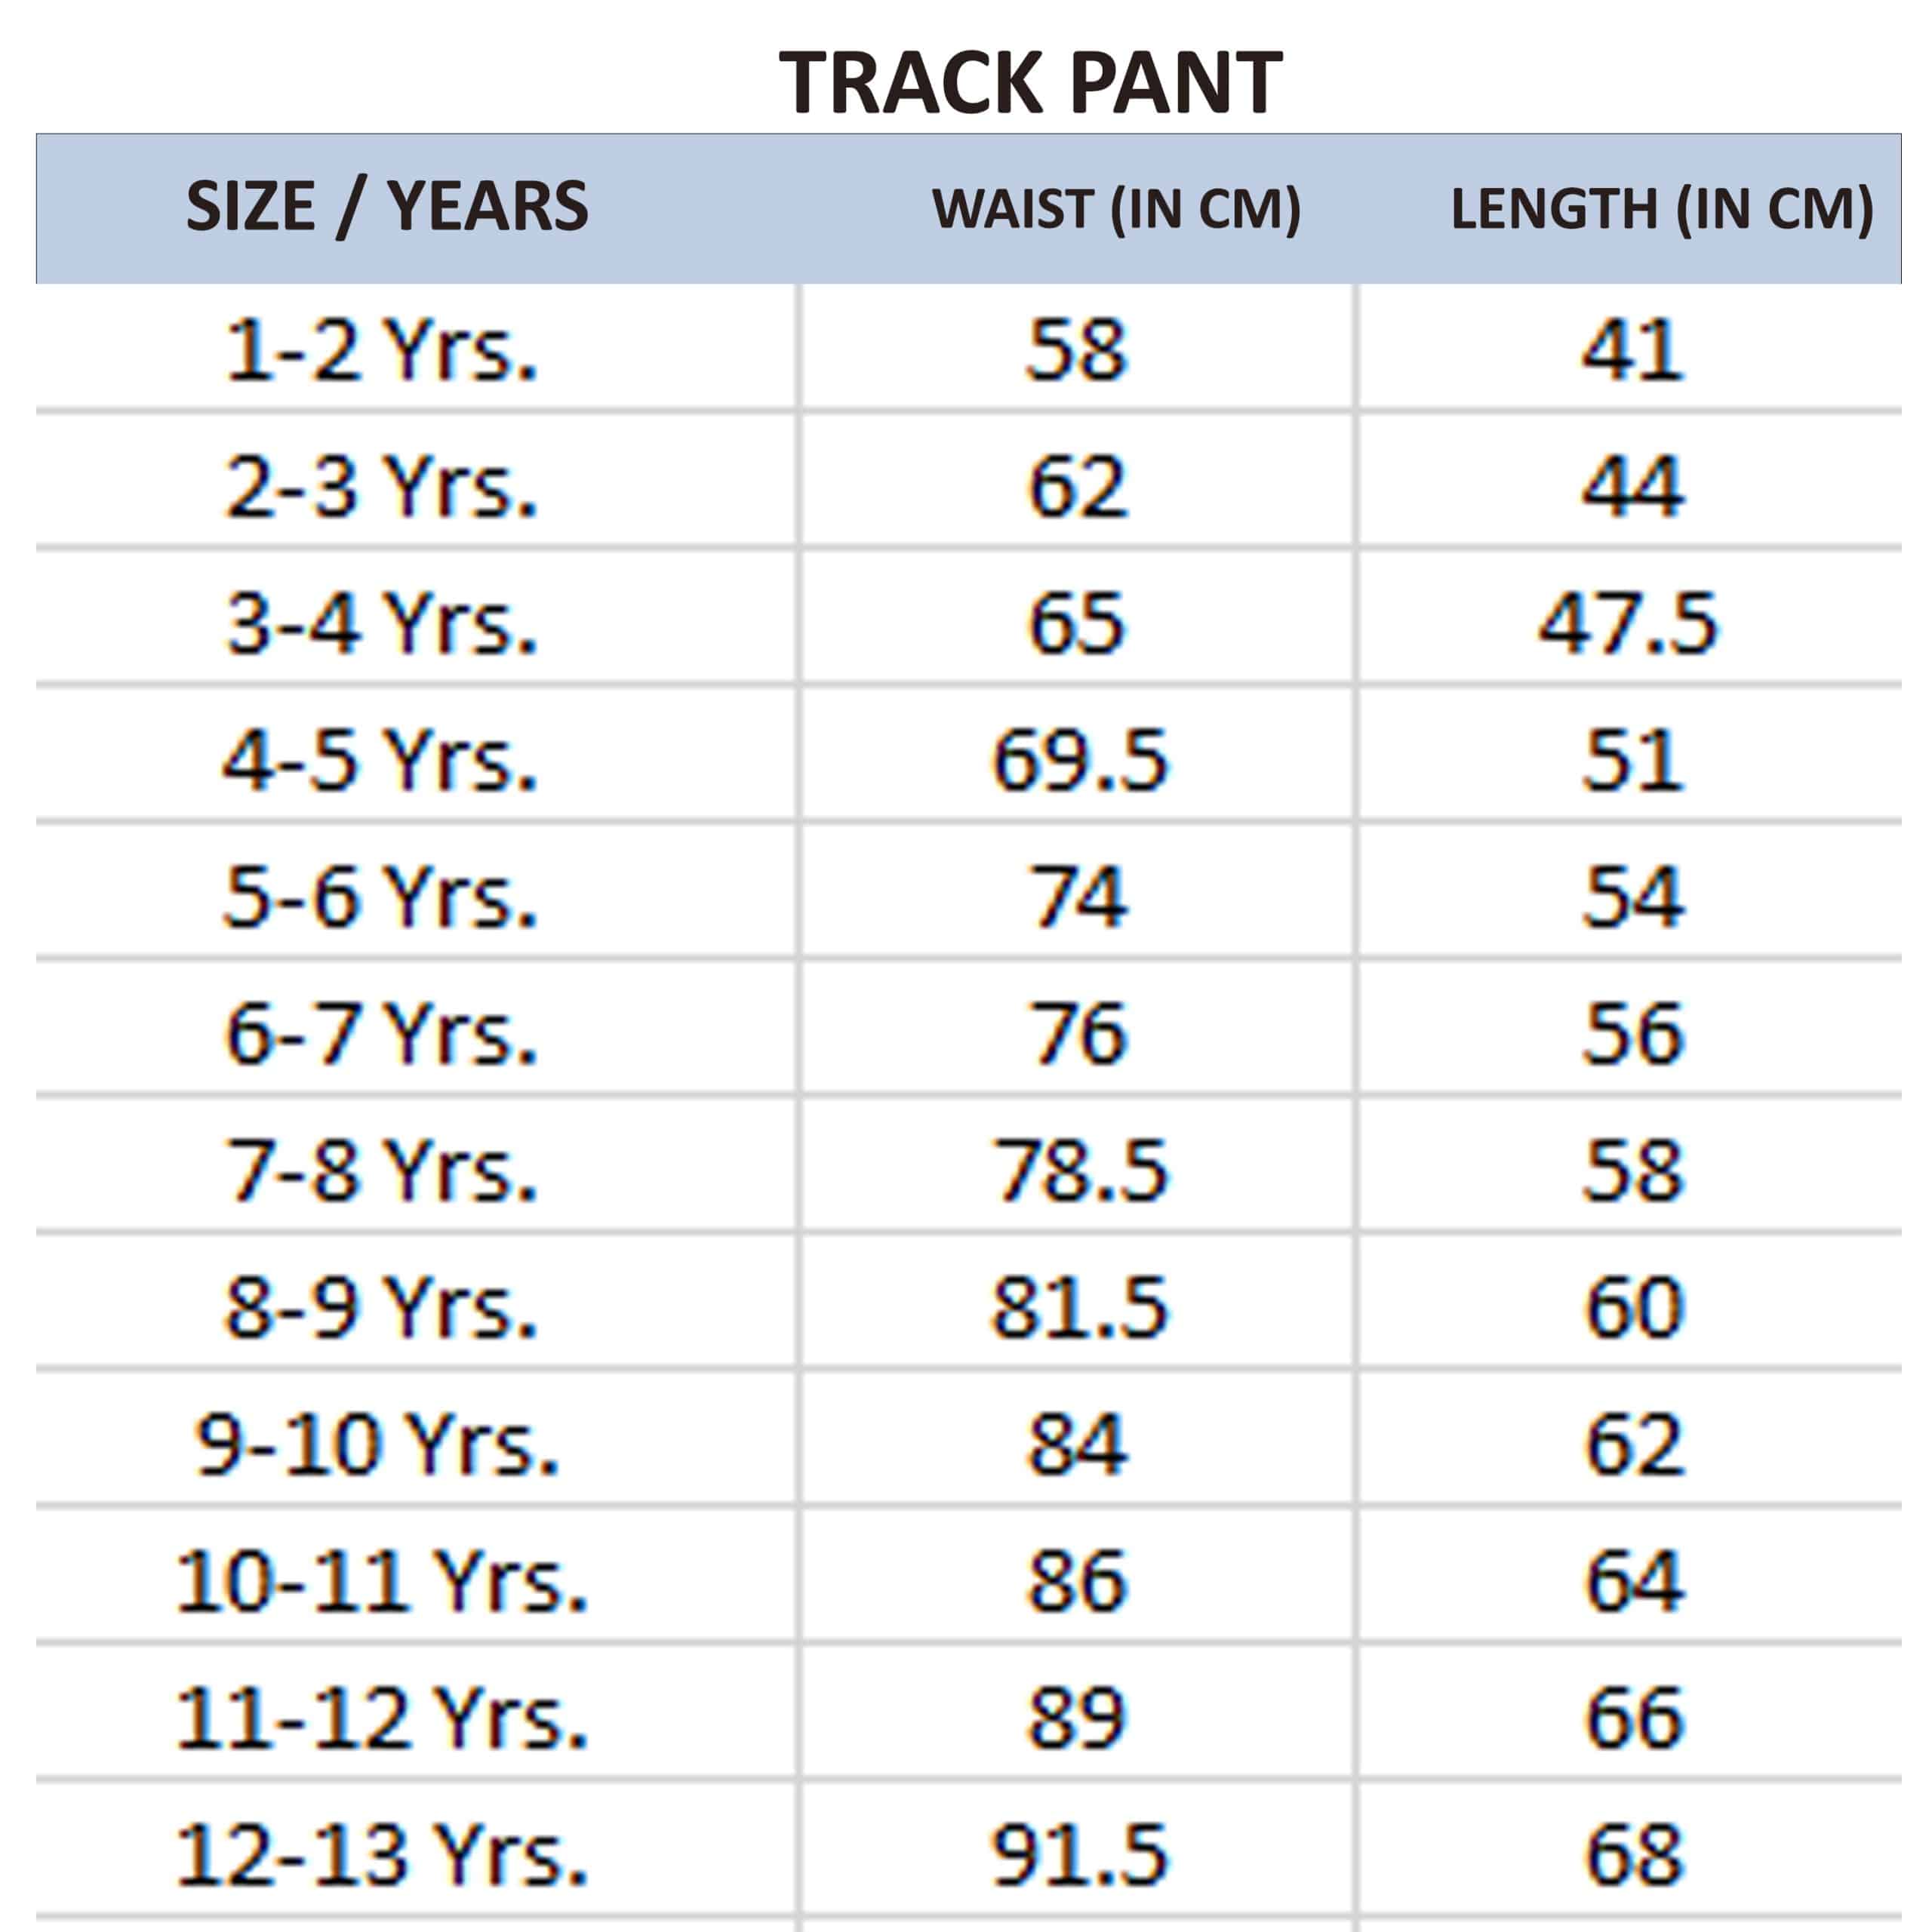 TRACK PANT
SIZE / YEARS WAIST (IN CM) LENGTH (IN CM)
1-2 Yrs. 58 41
2-3 Yrs. 62 44
3-4 Yrs. 65 47.5
4-5 Yrs. 69.5 51
5-6 Yrs. 74 54
6-7 Yrs. 76 56
7-8 Yrs. 78.5 58
8-9 Yrs. 81.5 60
9-10 Yrs. 84 62
10-11 Yrs. 86 64
11-12 Yrs. 89 66
12-13 Yrs. 91.5 68